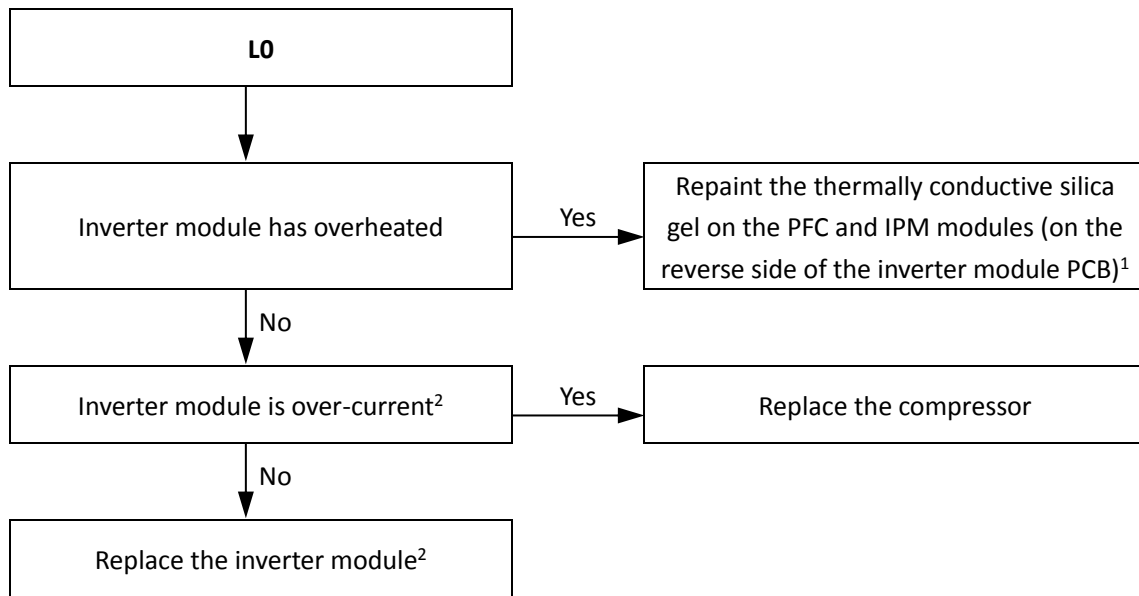 L0
Inverter module has overheated
Yes
Repaint the thermally conductive silica
gel on the PFC and IPM modules (on the
reverse side of the inverter module PCB)¹
No
Inverter module is over-current²
Yes
Replace the compressor
No
Replace the inverter module²